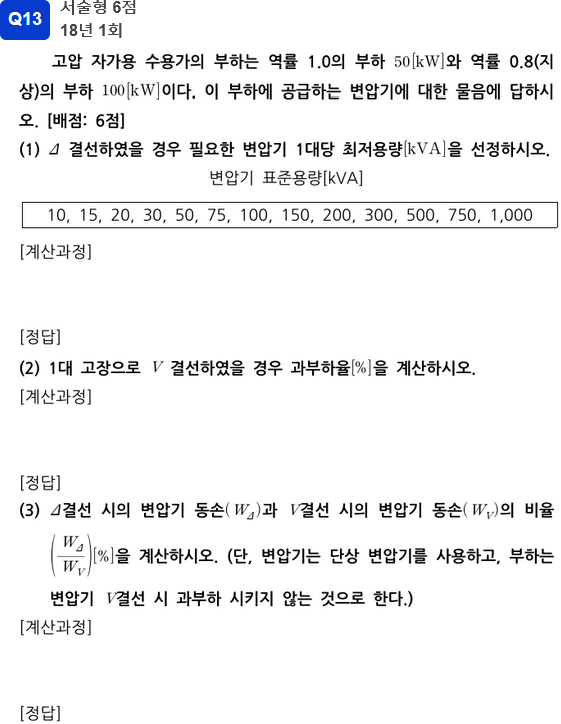 Q13
서술형 6점
18년 1회
고압 자가용 수용가의 부하는 역률 1.0의 부하 50[kW]와 역률 0.8(지
상)의 부하 100[kW]이다. 이 부하에 공급하는 변압기에 대한 물음에 답하시
오. [배점: 6점]
(1) Δ 결선하였을 경우 필요한 변압기 1대당 최저용량[kVA]을 선정하시오.
변압기 표준용량[kVA]
10, 15, 20, 30, 50, 75, 100, 150, 200, 300, 500, 750, 1,000
[계산과정]
[정답]
(2) 1대 고장으로 V 결선하였을 경우 과부하율[%]을 계산하시오.
[계산과정]
[정답]
(3) Δ결선 시의 변압기 동손(W_Δ)과 V결선 시의 변압기 동손(W_V)의 비율
(W_Δ/W_V)[%]을 계산하시오. (단, 변압기는 단상 변압기를 사용하고, 부하는
변압기 V결선 시 과부하 시키지 않는 것으로 한다.)
[계산과정]
[정답]